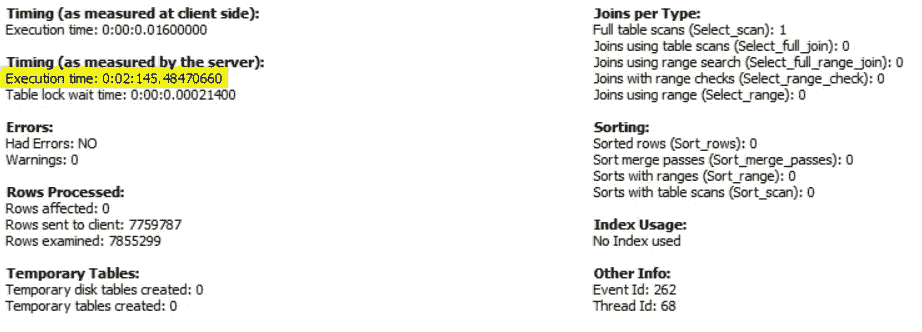 Timing (as measured at client side):
Execution time: 0:00:0.01600000
Timing (as measured by the server):
Execution time: 0:02:145.48470660
Table lock wait time: 0:00:0.00021400
Errors:
Had Errors: NO
Warnings: 0
Rows Processed:
Rows affected: 0
Rows sent to client: 7759787
Rows examined: 7855299
Temporary Tables:
Temporary disk tables created: 0
Temporary tables created: 0
Joins per Type:
Full table scans (Select_scan): 1
Joins using table scans (Select_full_join): 0
Joins using range search (Select_full_range_join): 0
Joins with range checks (Select_range_check): 0
Joins using range (Select_range): 0
Sorting:
Sorted rows (Sort_rows): 0
Sort merge passes (Sort_merge_passes): 0
Sorts with ranges (Sort_range): 0
Sorts with table scans (Sort_scan): 0
Index Usage:
No Index used
Other Info:
Event Id: 262
Thread Id: 68